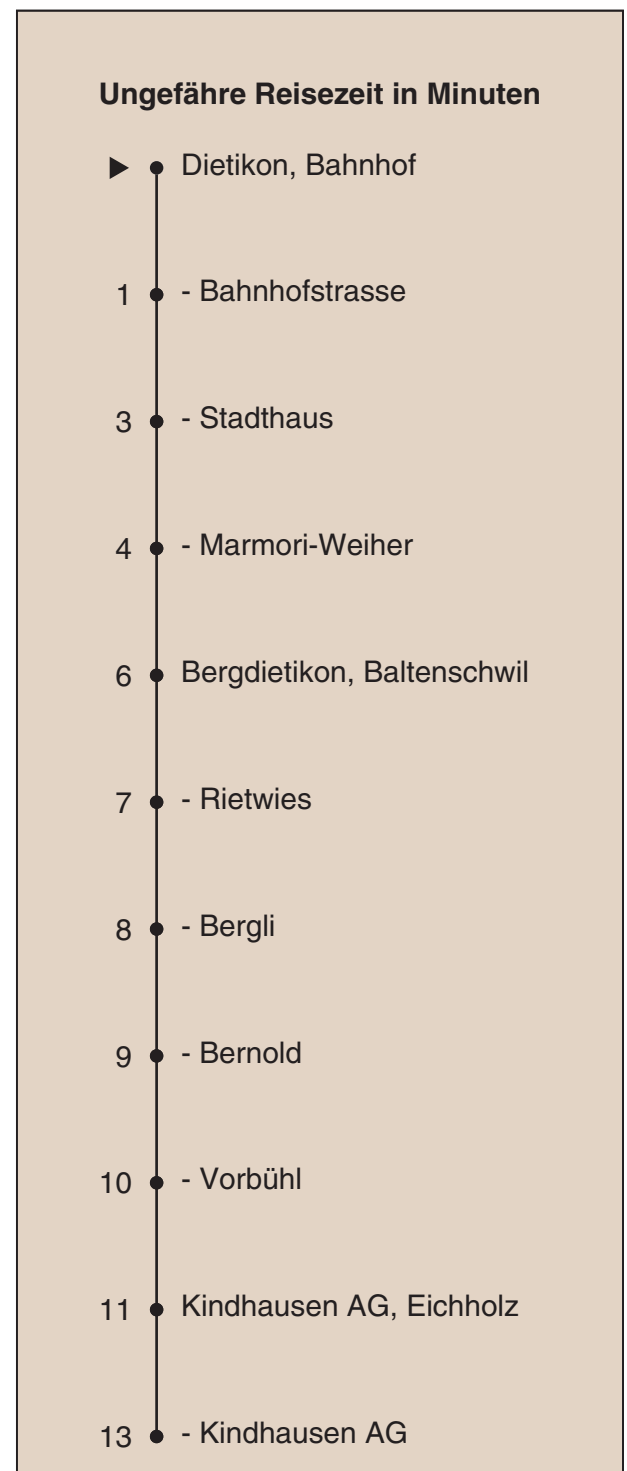 Ungefähre Reisezeit in Minuten
Dietikon, Bahnhof
1 - Bahnhofstrasse
3 - Stadthaus
4 - Marmori-Weiher
6 Bergdietikon, Baltenschwil
7 - Rietwies
8 - Bergli
9 - Bernold
10 - Vorbühl
11 Kindhausen AG, Eichholz
13 - Kindhausen AG